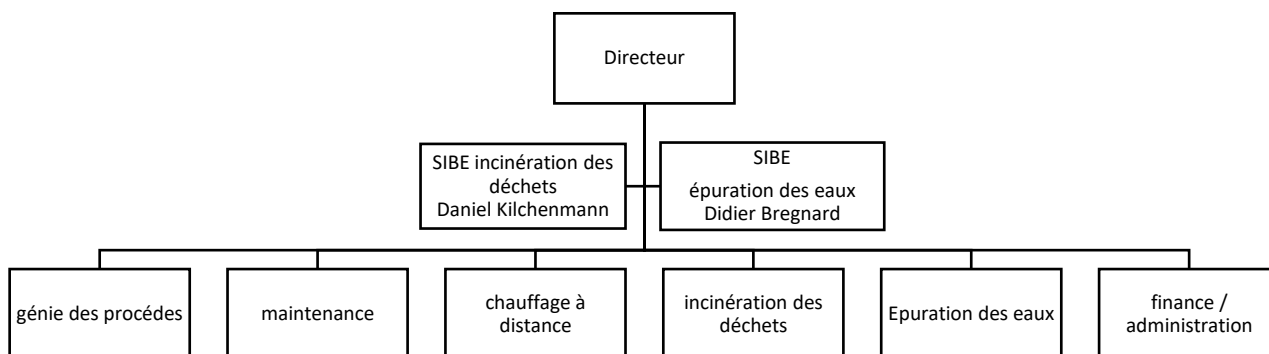 Directeur
SIBE incinération des
déchets
Daniel Kilchenmann
SIBE
épuration des eaux
Didier Bregnard
génie des procédes
maintenance
chauffage à
distance
incinération des
déchets
Epuration des eaux
finance /
administration